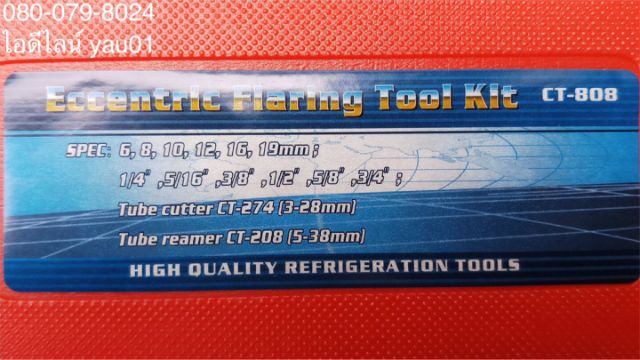 080-079-8024
ไอดีไลน์ yau01
Eccentric Flaring Tool Kit CT-808
SPEC: 6, 8, 10, 12, 16, 19mm ;
1/4" ,5/16" ,3/8" ,1/2" ,5/8" ,3/4" ;
Tube cutter CT-274 (3-28mm)
Tube reamer CT-208 (5-38mm)
HIGH QUALITY REFRIGERATION TOOLS